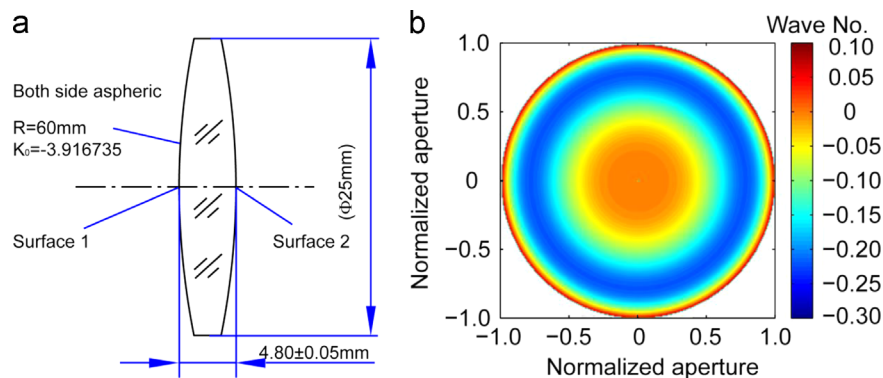 a
Both side aspheric
R=60mm
K₀=-3.916735
Surface 1
Surface 2
(Φ25mm)
4.80±0.05mm
b
Wave No.
1.0
0.5
0
−0.5
−1.0
Normalized aperture
−1.0
−0.5
0
0.5
1.0
Normalized aperture
0.10
0.05
0
−0.05
−0.10
−0.15
−0.20
−0.25
−0.30